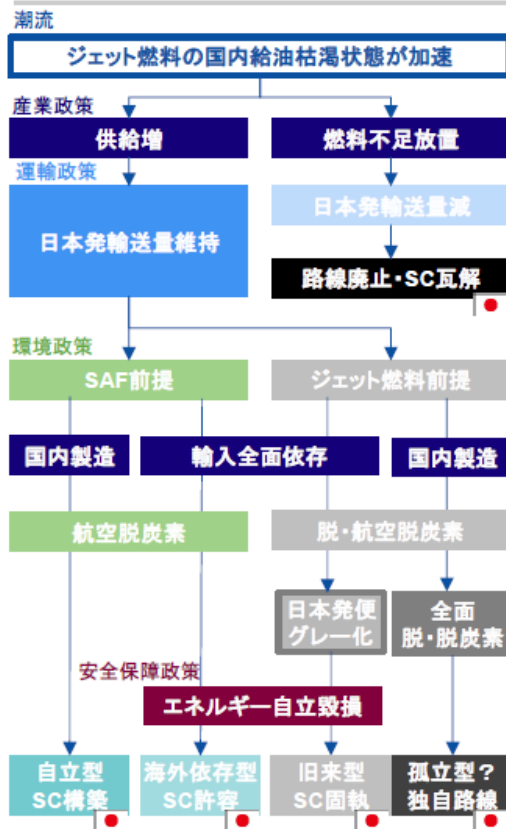 潮流
ジェット燃料の国内給油枯渇状態が加速
産業政策
供給増
燃料不足放置
運輸政策
日本発輸送量維持
日本発輸送量減
路線廃止・SC瓦解
環境政策
SAF前提
ジェット燃料前提
国内製造
輸入全面依存
国内製造
航空脱炭素
脱・航空脱炭素
日本発便
グレー化
全面
脱・脱炭素
安全保障政策
エネルギー自立毀損
自立型
SC構築
海外依存型
SC許容
旧来型
SC固執
孤立型？
独自路線